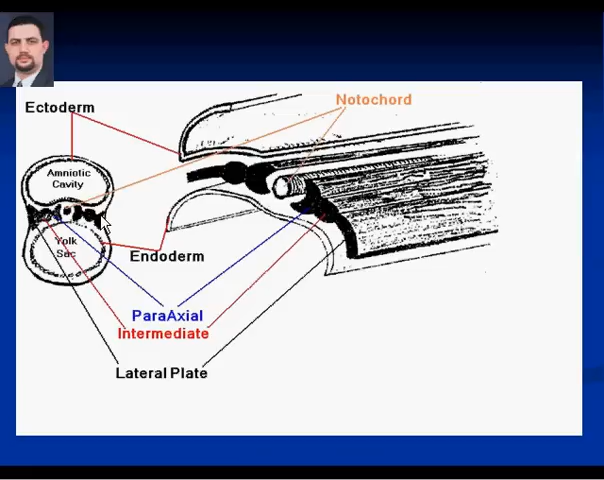 Notochord
Ectoderm
Amniotic
Cavity
Yolk
Sac
Endoderm
ParaAxial
Intermediate
Lateral Plate